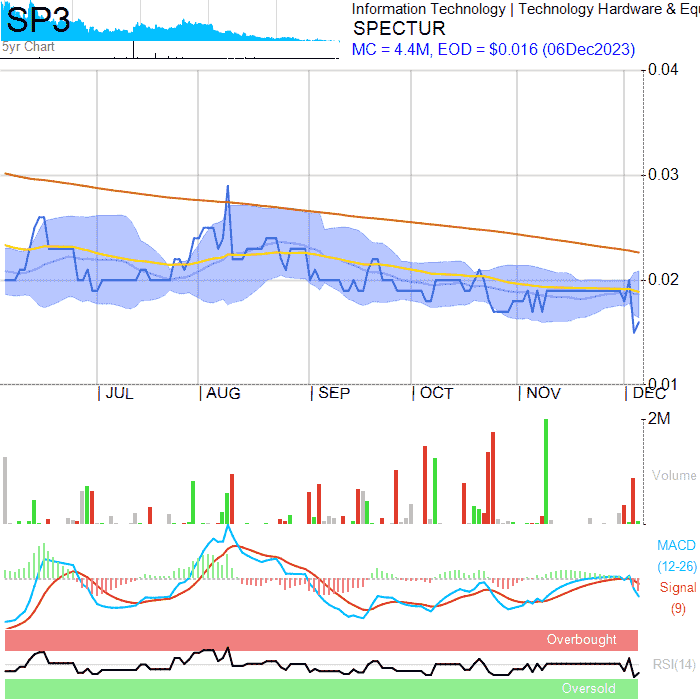 SP3
5yr Chart
Information Technology | Technology Hardware & Equ
SPECTUR
MC = 4.4M, EOD = $0.016 (06Dec2023)
0.04
0.03
0.02
0.01
JUL
AUG
SEP
OCT
NOV
DEC
2M
Volume
MACD
(12-26)
Signal
(9)
Overbought
RSI(14)
Oversold